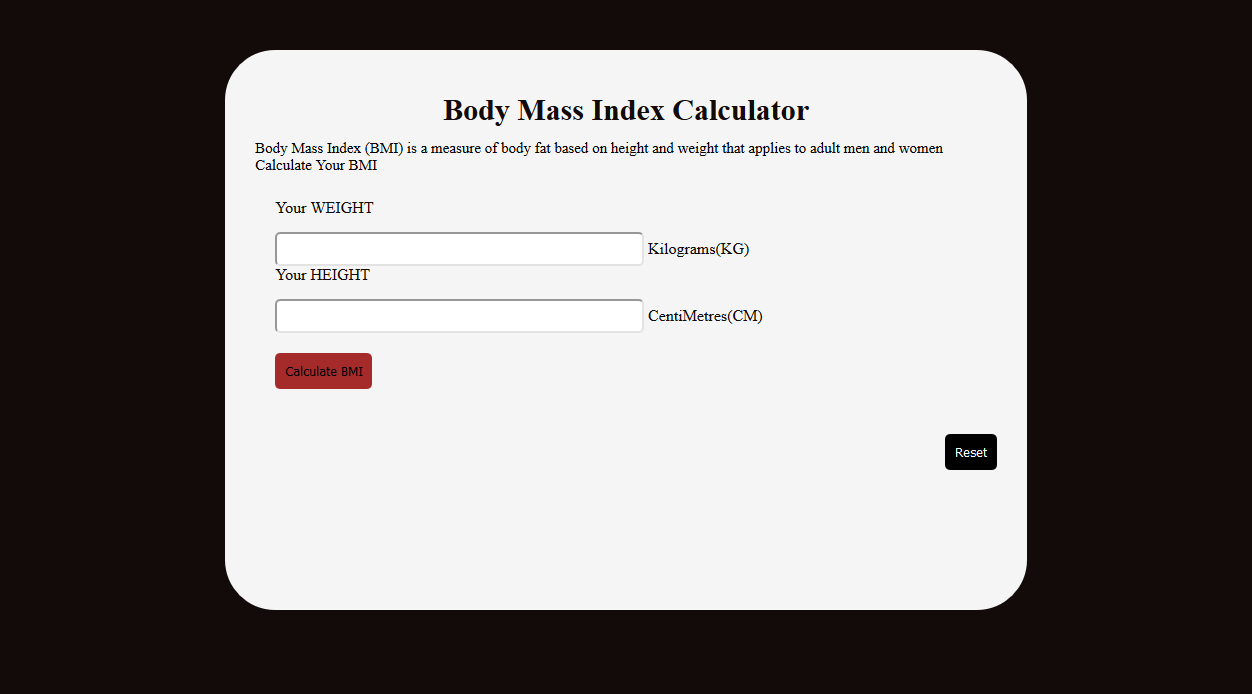 Body Mass Index Calculator
Body Mass Index (BMI) is a measure of body fat based on height and weight that applies to adult men and women
Calculate Your BMI
Your WEIGHT
Kilograms(KG)
Your HEIGHT
CentiMetres(CM)
Calculate BMI
Reset